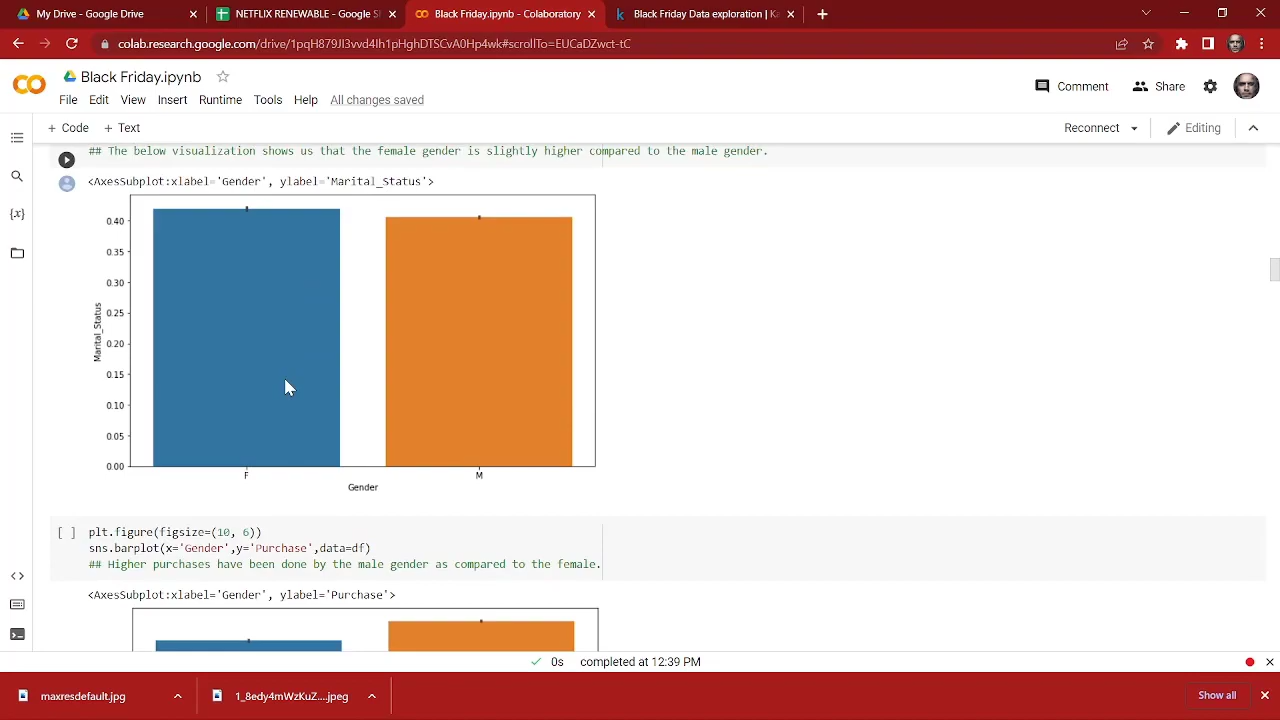 My Drive - Google Drive
NETFLIX RENEWABLE - Google S
Black Friday.ipynb - Colaboratory
Black Friday Data exploration | Ka
colab.research.google.com/drive/1pqH879JI3vvd4Ih1pHghDTSCvA0Hp4wk#scrollTo=EUCaDZwct-tC
Black Friday.ipynb
Comment
Share
File Edit View Insert Runtime Tools Help All changes saved
+ Code + Text
Reconnect
Editing
## The below visualization shows us that the female gender is slightly higher compared to the male gender.
{x}
<AxesSubplot:xlabel='Gender', ylabel='Marital_Status'>
0.40
0.35
0.30
0.25
0.20
0.15
0.10
0.05
0.00
Marital_Status
F
M
Gender
[ ] plt.figure(figsize=(10, 6))
sns.barplot(x='Gender',y='Purchase',data=df)
## Higher purchases have been done by the male gender as compared to the female.
<AxesSubplot:xlabel='Gender', ylabel='Purchase'>
0s completed at 12:39 PM
maxresdefault.jpg
1_8edy4mWzKuZ....jpeg
Show all